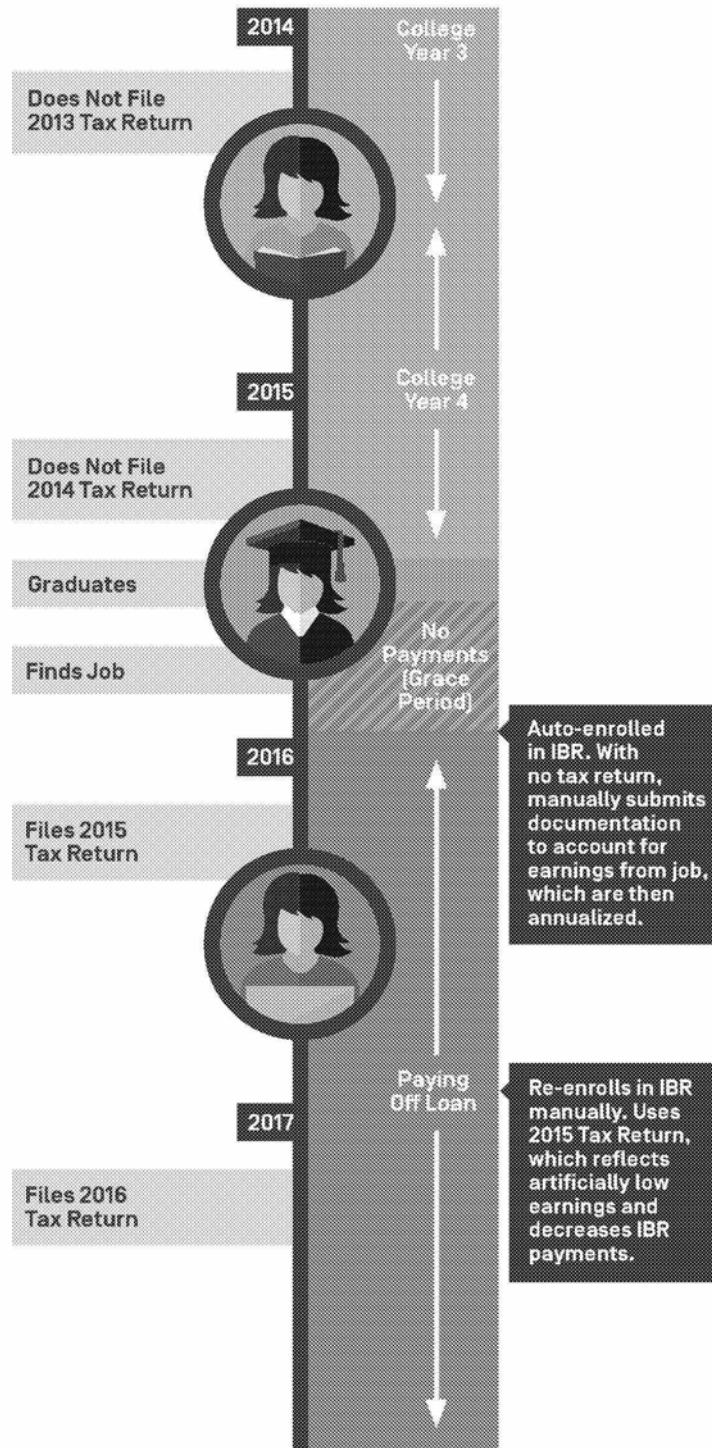 2014
College
Year 3
Does Not File
2013 Tax Return
2015
College
Year 4
Does Not File
2014 Tax Return
Graduates
No
Payments
(Grace
Period)
Finds Job
Auto-enrolled
in IBR. With
no tax return,
manually submits
documentation
to account for
earnings from job,
which are then
annualized.
2016
Files 2015
Tax Return
Paying
Off Loan
Re-enrolls in IBR
manually. Uses
2015 Tax Return,
which reflects
artificially low
earnings and
decreases IBR
payments.
2017
Files 2016
Tax Return